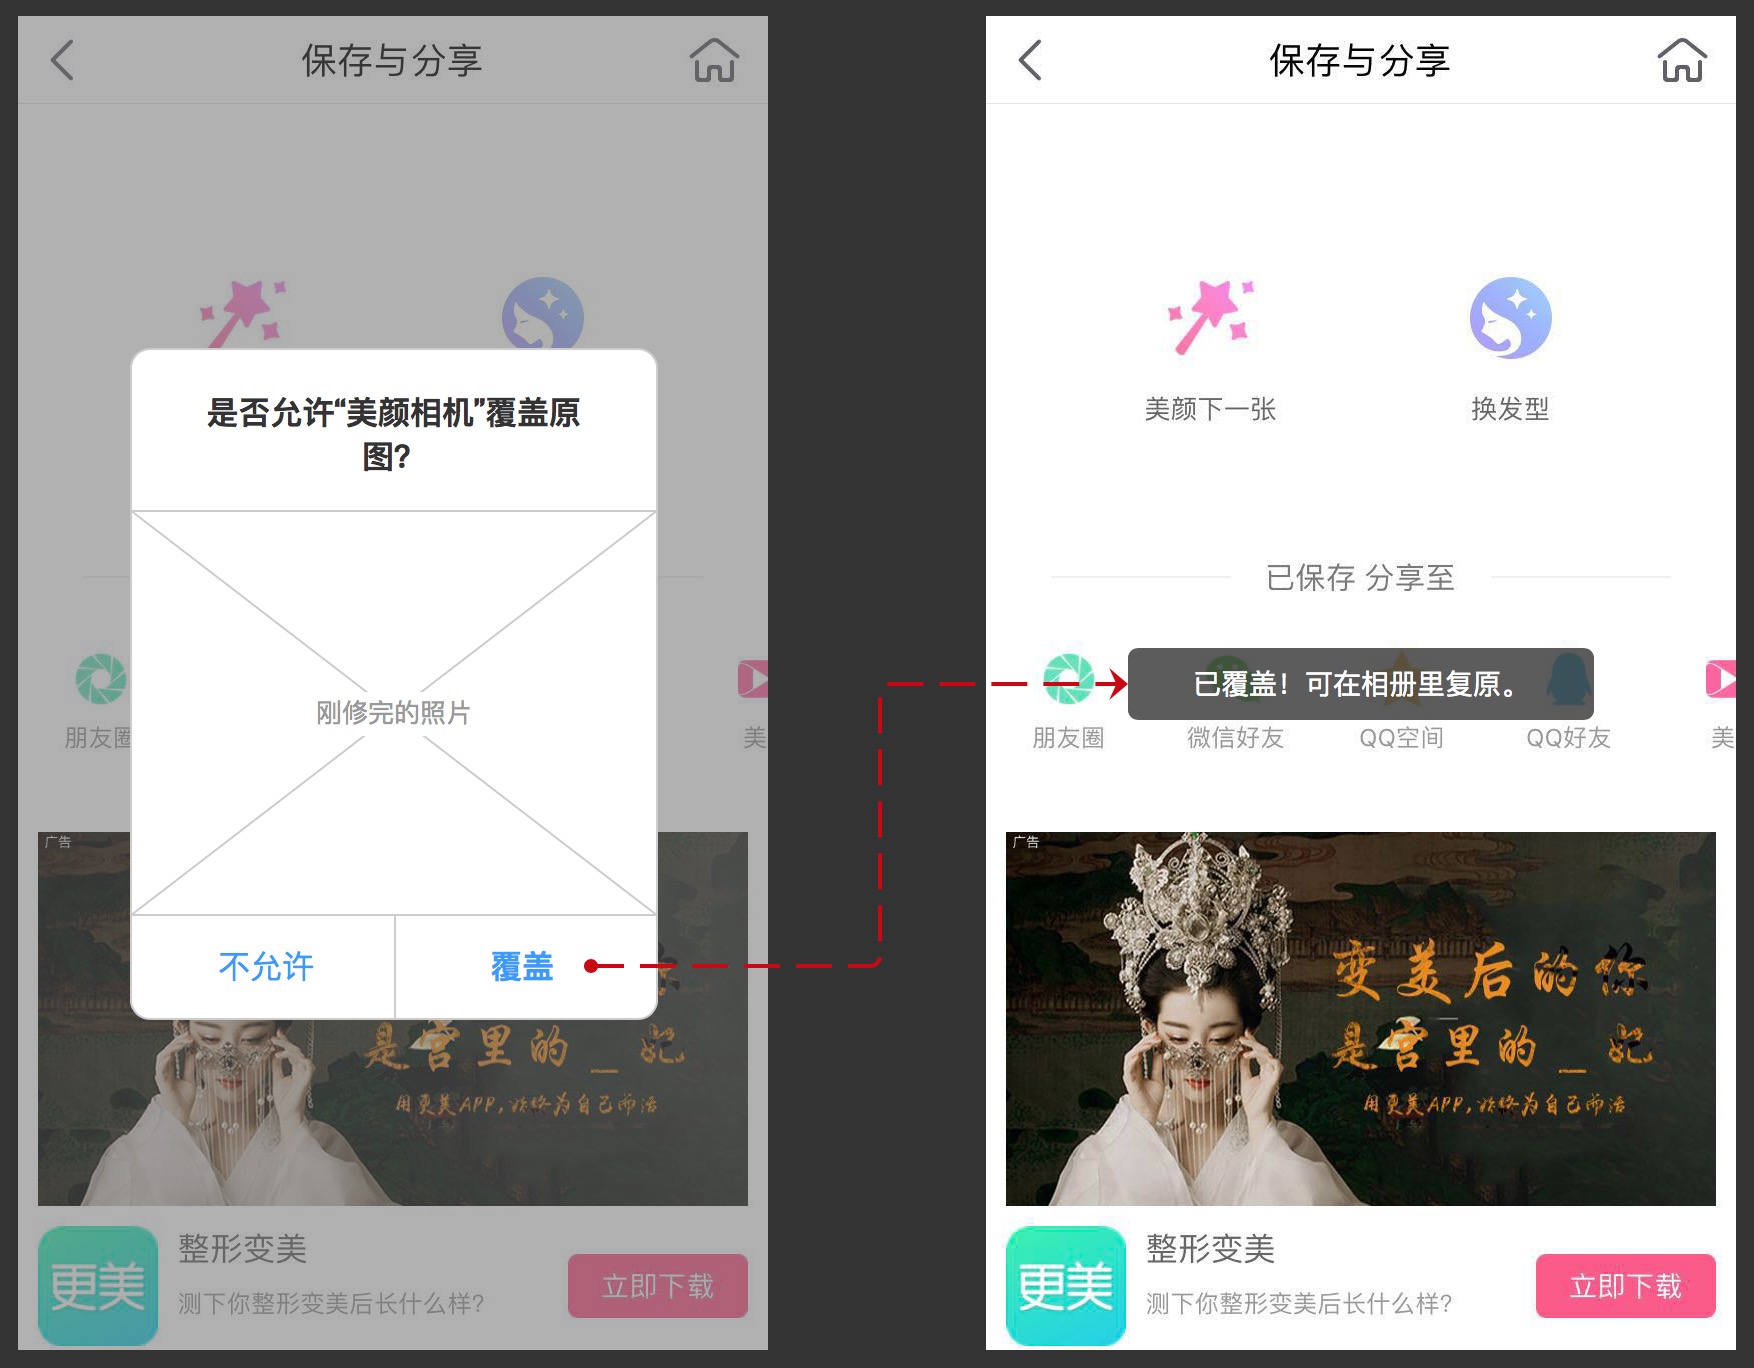 保存与分享
是否允许“美颜相机”覆盖原
图?
刚修完的照片
朋友圈
美
不允许
覆盖
广告
是宫里的_妃
用更美APP,始终为自己而活
更美
整形变美
测下你整形变美后长什么样?
立即下载
保存与分享
美颜下一张
换发型
已保存 分享至
已覆盖！可在相册里复原。
朋友圈
微信好友
QQ空间
QQ好友
美
广告
变美后的你
是宫里的_妃
用更美APP,始终为自己而活
更美
整形变美
测下你整形变美后长什么样?
立即下载